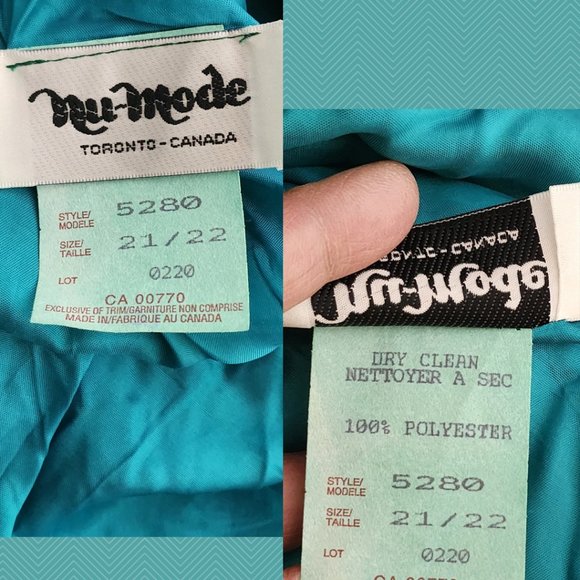 nu-mode
TORONTO - CANADA
STYLE/
MODELE 5280
SIZE/
TAILLE 21/22
LOT 0220
CA 00770
EXCLUSIVE OF TRIM/GARNITURE NON COMPRISE
MADE IN/FABRIQUE AU CANADA
DRY CLEAN
NETTOYER A SEC
100% POLYESTER
STYLE/
MODELE 5280
SIZE/
TAILLE 21/22
LOT 0220
CA 00770